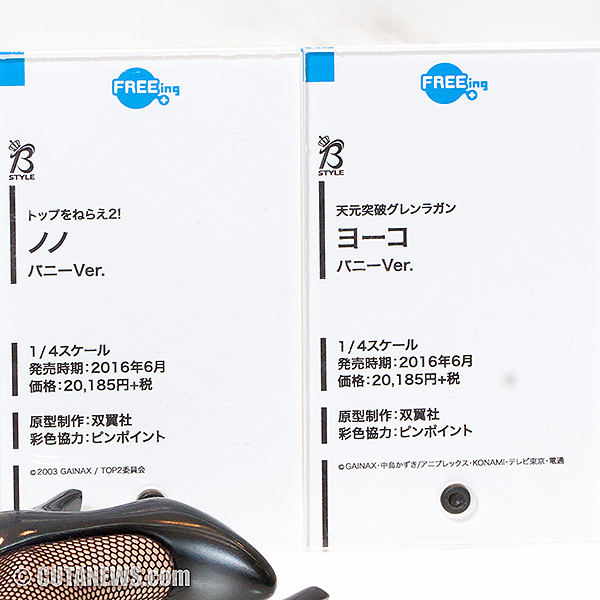 FREEing
B
STYLE
トップをねらえ2!
ノノ
バニーVer.
1/4スケール
発売時期:2016年6月
価格:20,185円+税
原型制作:双翼社
彩色協力:ピンポイント
©2003 GAINAX / TOP2委員会
FREEing
B
STYLE
天元突破グレンラガン
ヨーコ
バニーVer.
1/4スケール
発売時期:2016年6月
価格:20,185円+税
原型制作:双翼社
彩色協力:ピンポイント
©GAINAX・中島かずき/アニプレックス・KONAMI・テレビ東京・電通
© GUTANEWS.com